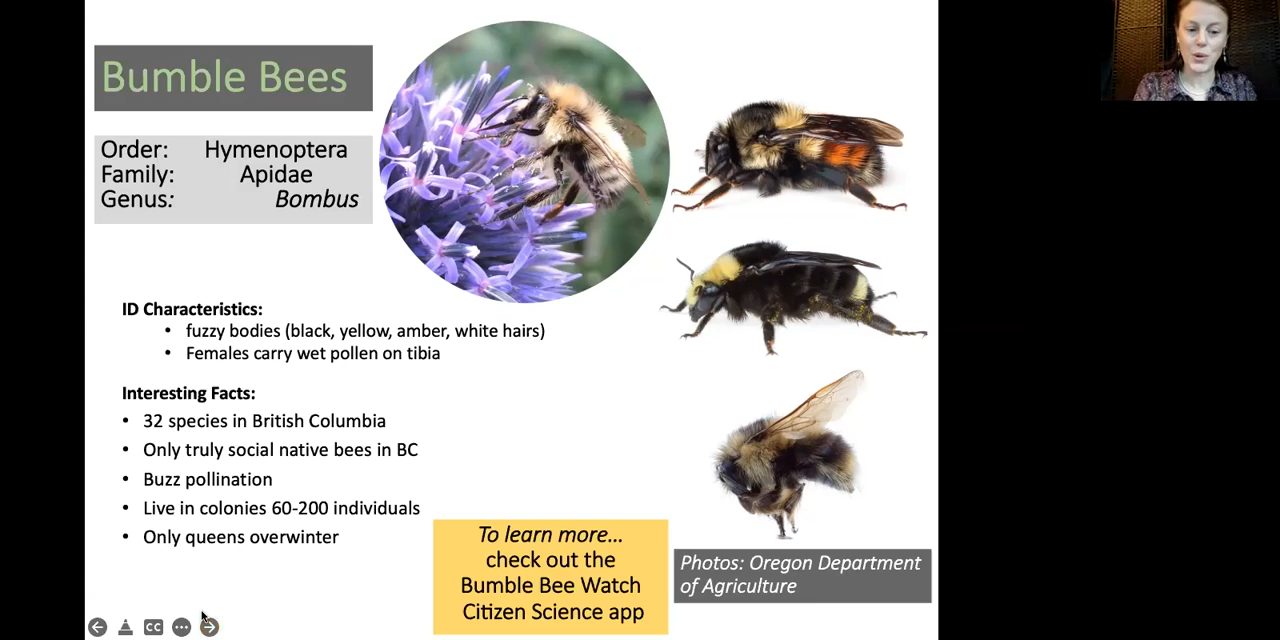 Bumble Bees
Order: Hymenoptera
Family: Apidae
Genus: Bombus
ID Characteristics:
• fuzzy bodies (black, yellow, amber, white hairs)
• Females carry wet pollen on tibia
Interesting Facts:
• 32 species in British Columbia
• Only truly social native bees in BC
• Buzz pollination
• Live in colonies 60-200 individuals
• Only queens overwinter
To learn more...
check out the
Bumble Bee Watch
Citizen Science app
Photos: Oregon Department
of Agriculture
CC